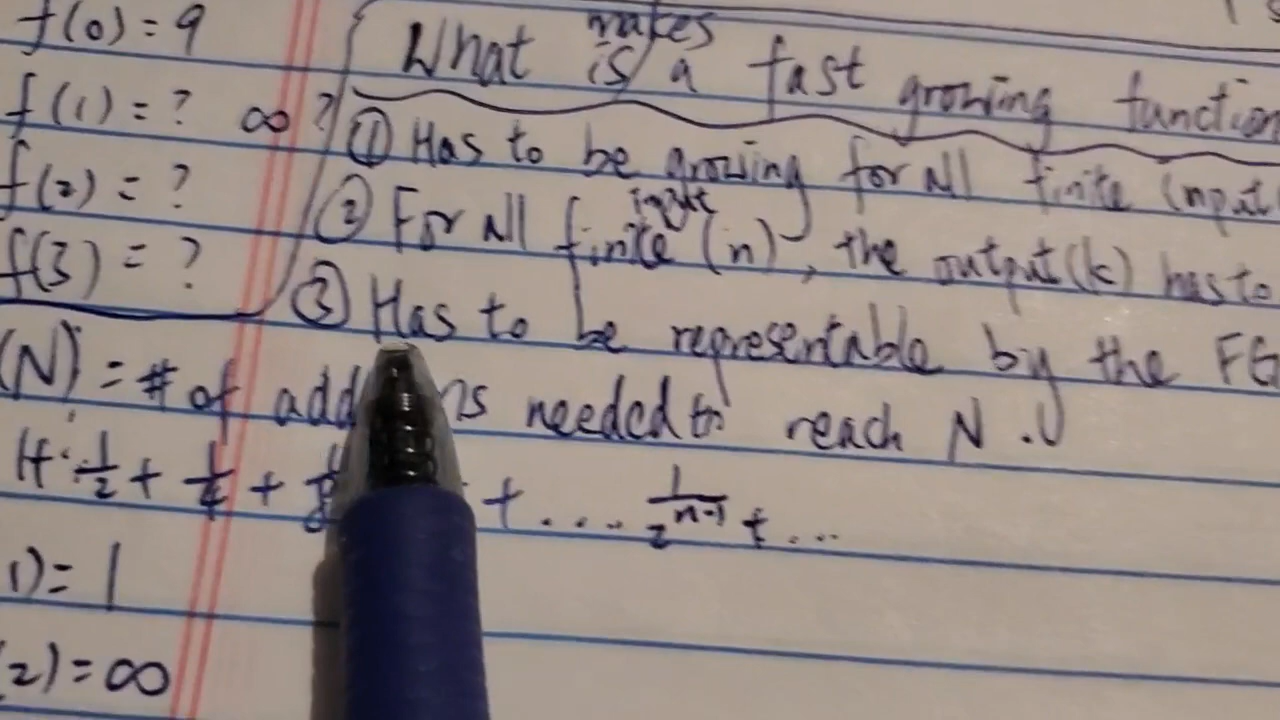 f(0) = 9
What is a makes fast growing function
f(1) = ? ∞ ?
① Has to be growing for all finite input
f(2) = ?
② For all finite input (n), the output (k) has to
f(3) = ?
③ Has to be representable by the FG
(N) = # of needed to reach N.
1 + 1/2 + 1/4 + + .... 1/2^(n-1) + ...
1) = 1
(2) = ∞